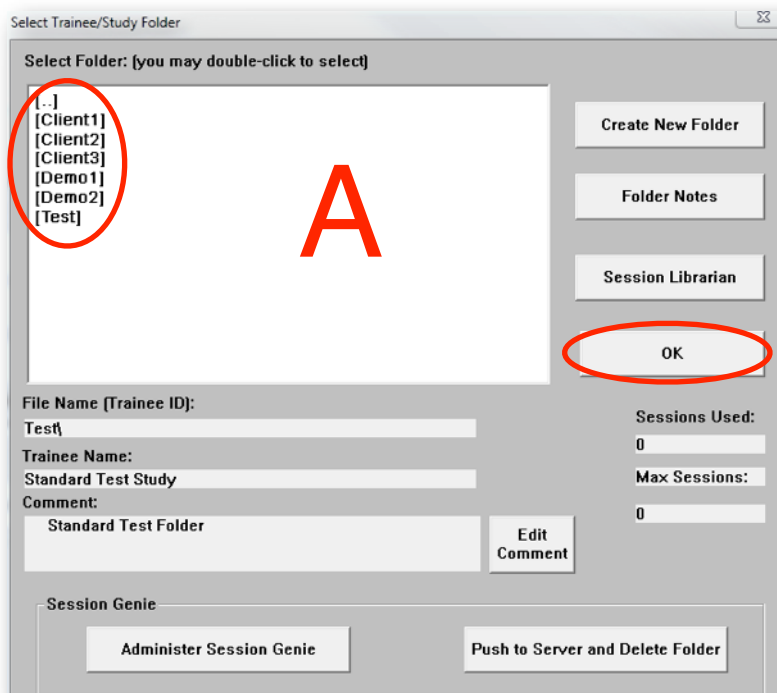 Select Trainee/Study Folder
Select Folder: (you may double-click to select)
[..]
[Client1]
[Client2]
[Client3]
[Demo1]
[Demo2]
[Test]
A
Create New Folder
Folder Notes
Session Librarian
OK
File Name (Trainee ID):
Test\
Trainee Name:
Standard Test Study
Comment:
Standard Test Folder
Edit
Comment
Sessions Used:
0
Max Sessions:
0
Session Genie
Administer Session Genie
Push to Server and Delete Folder